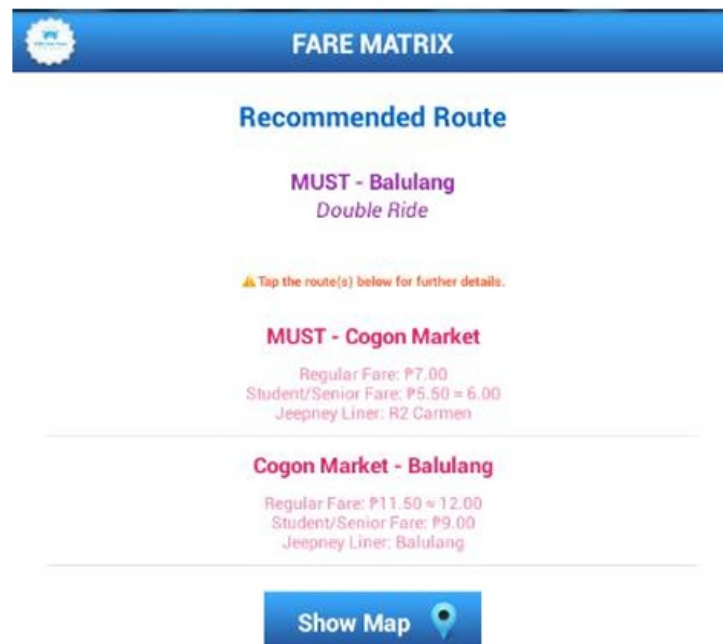 FARE MATRIX
Recommended Route
MUST - Balulang
Double Ride
Tap the route(s) below for further details.
MUST - Cogon Market
Regular Fare: ₱7.00
Student/Senior Fare: ₱5.50 ≈ 6.00
Jeepney Liner: R2 Carmen
Cogon Market - Balulang
Regular Fare: ₱11.50 ≈ 12.00
Student/Senior Fare: ₱9.00
Jeepney Liner: Balulang
Show Map